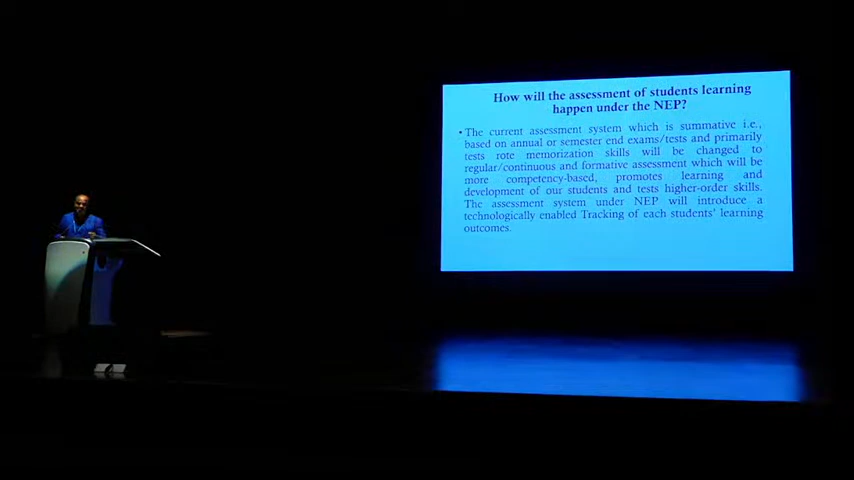 How will the assessment of students learning
happen under the NEP?
• The current assessment system which is summative i.e.,
based on annual or semester end exams/tests and primarily
tests rote memorization skills will be changed to
regular/continuous and formative assessment which will be
more competency-based, promotes learning and
development of our students and tests higher-order skills.
The assessment system under NEP will introduce a
technologically enabled Tracking of each students' learning
outcomes.